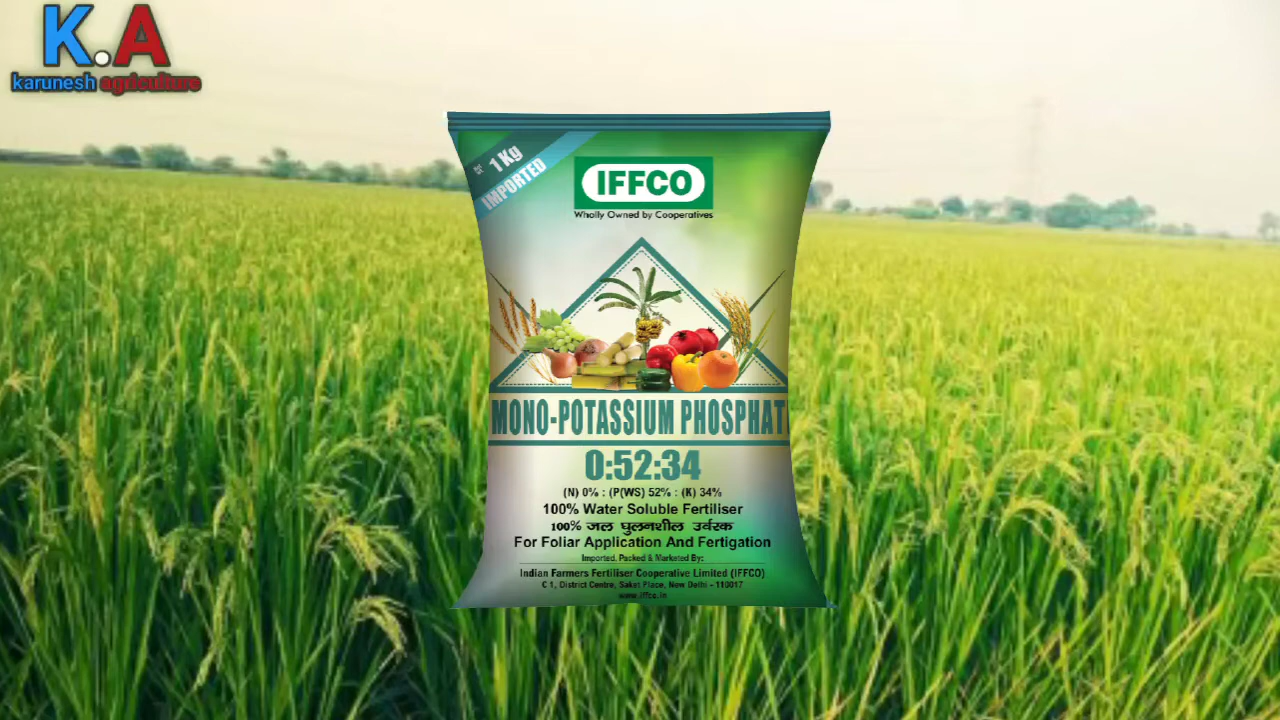 K.A
karunesh agriculture
1 Kg
IMPORTED
IFFCO
Wholly Owned by Cooperatives
MONO-POTASSIUM PHOSPHAT
0:52:34
(N) 0% : (P(WS) 52% : (K) 34%
100% Water Soluble Fertiliser
100% जल घुलनशील उर्वरक
For Foliar Application And Fertigation
Imported, Packed & Marketed By:
Indian Farmers Fertiliser Cooperative Limited (IFFCO)
C 1, District Centre, Saket Place, New Delhi - 110017
www.iffco.in